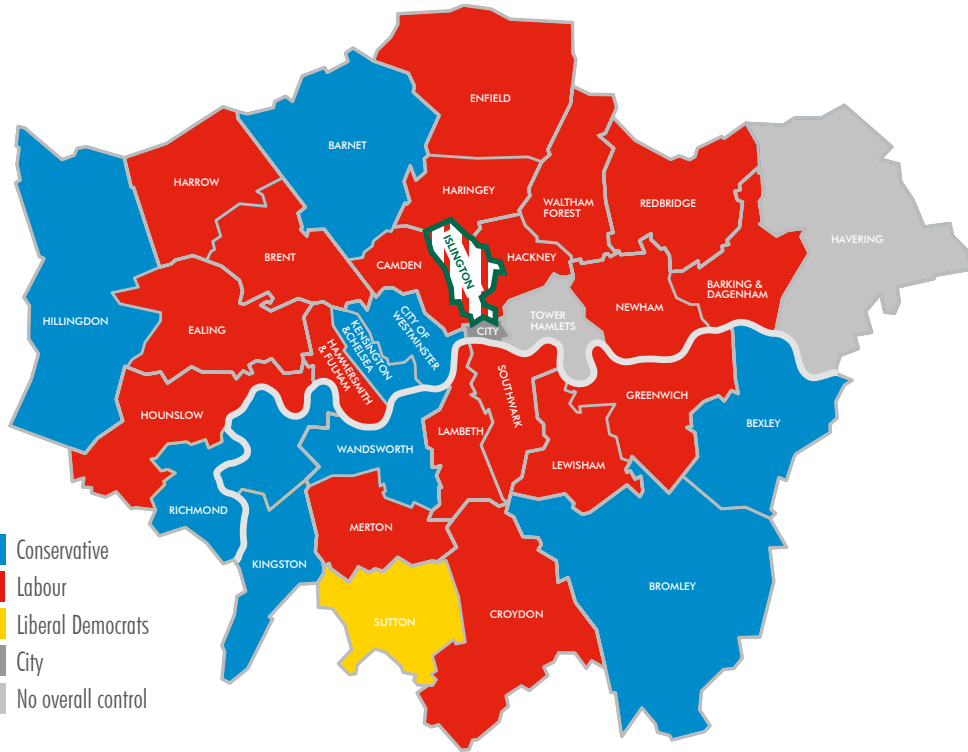 ENFIELD
BARNET
HARROW
HARINGEY
WALTHAM
FOREST
REDBRIDGE
HAVERING
BRENT
CAMDEN
ISLINGTON
HACKNEY
BARKING &
DAGENHAM
NEWHAM
HILLINGDON
EALING
TOWER
HAMLETS
CITY
CITY OF
WESTMINSTER
KENSINGTON
& CHELSEA
HAMMERSMITH
& FULHAM
HOUNSLOW
SOUTHWARK
GREENWICH
BEXLEY
LAMBETH
WANDSWORTH
LEWISHAM
RICHMOND
MERTON
KINGSTON
BROMLEY
SUTTON
CROYDON
Conservative
Labour
Liberal Democrats
City
No overall control